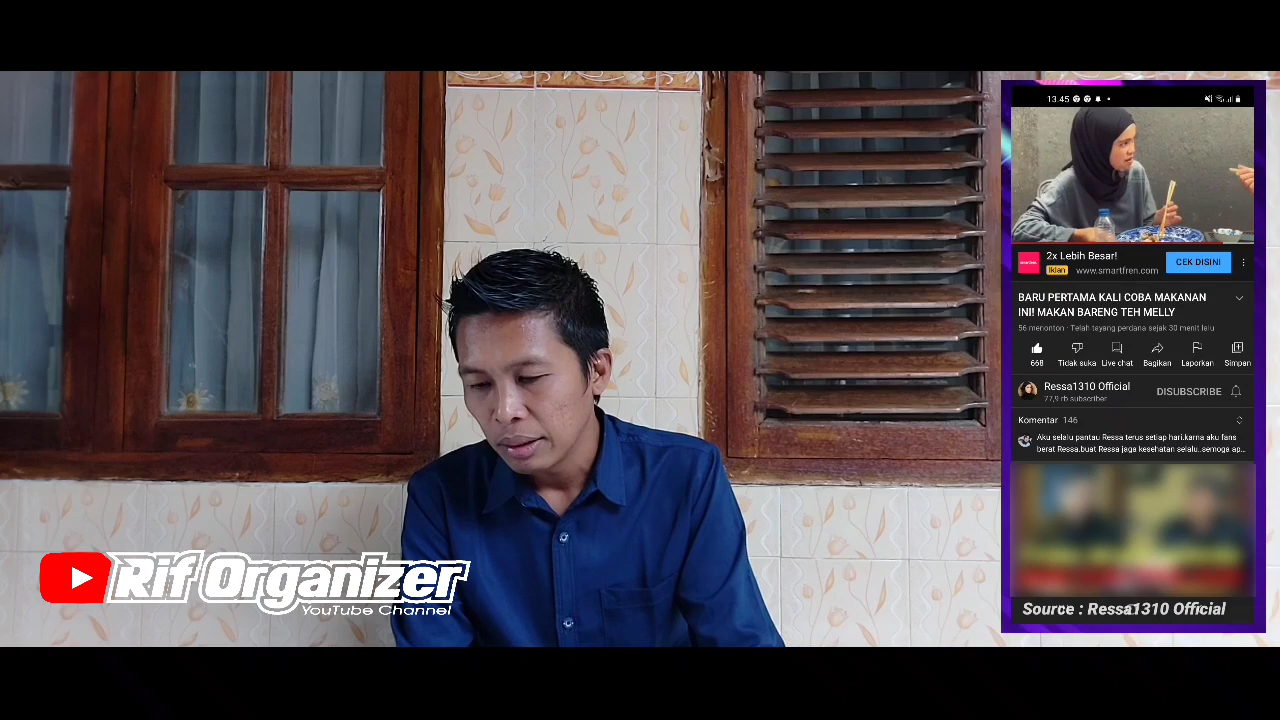 Rif Organizer
YouTube Channel
13.45
2x Lebih Besar!
Iklan www.smartfren.com
CEK DISINI
BARU PERTAMA KALI COBA MAKANAN
INI! MAKAN BARENG TEH MELLY
56 menonton · Telah tayang perdana sejak 30 menit lalu
668 Tidak suka Live chat Bagikan Laporkan Simpan
Ressa1310 Official
77,9 rb subscriber
DISUBSCRIBE
Komentar 146
Aku selalu pantau Ressa terus setiap hari.karna aku fans
berat Ressa.buat Ressa jaga kesehatan selalu..semoga ap...
Source : Ressa1310 Official